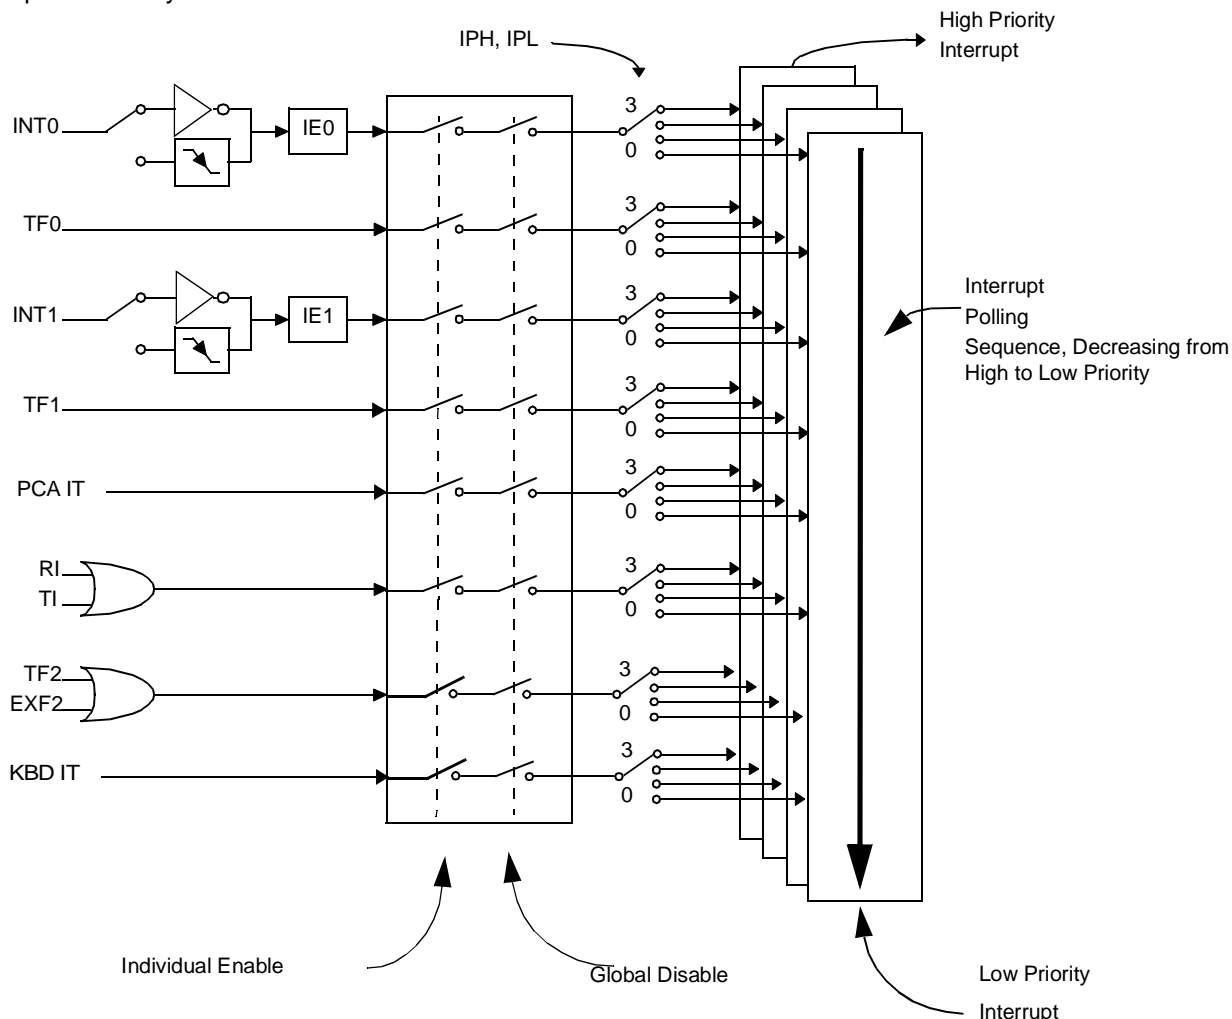 IPH, IPL
High Priority
Interrupt
INT0
IE0
3
0
TF0
3
0
INT1
IE1
3
0
Interrupt
Polling
Sequence, Decreasing from
High to Low Priority
TF1
3
0
PCA IT
3
0
RI
TI
3
0
TF2
EXF2
3
0
KBD IT
3
0
Individual Enable
Global Disable
Low Priority
Interrupt